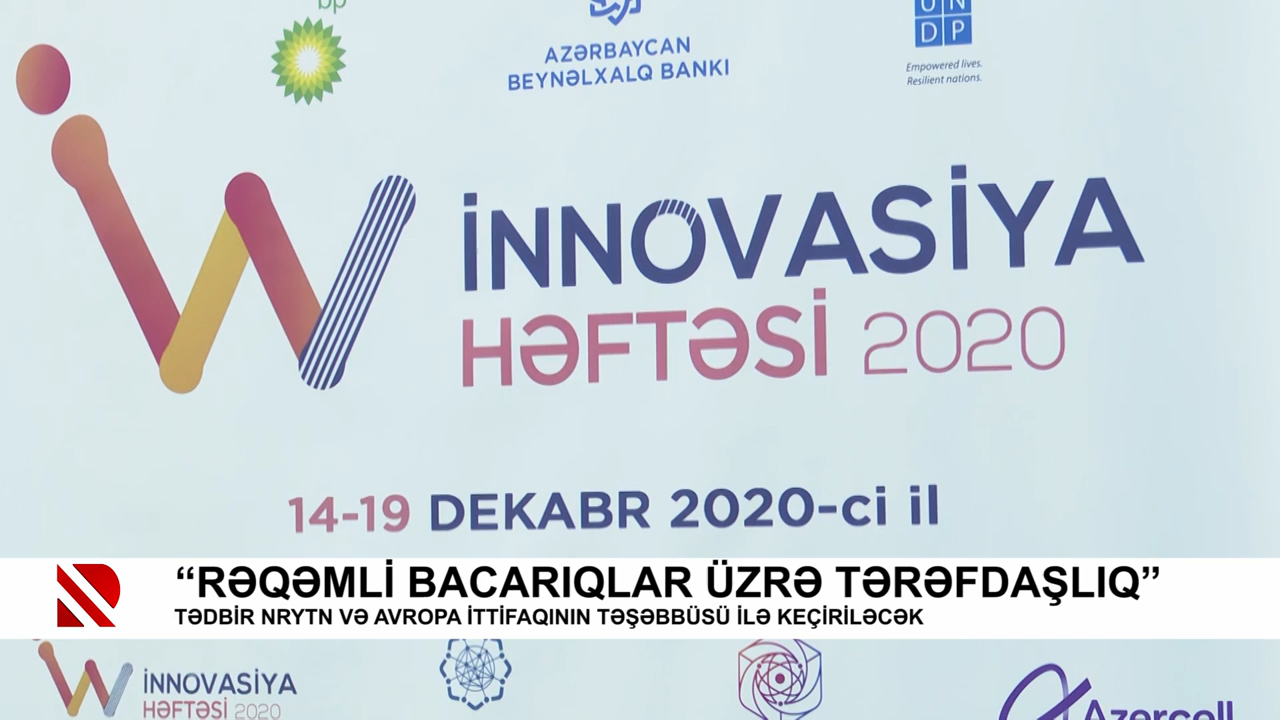 bp
AZƏRBAYCAN
BEYNƏLXALQ BANKI
UN
DP
Empowered lives.
Resilient nations.
İNNOVASİYA
HƏFTƏSİ 2020
14-19 DEKABR 2020-ci il
“RƏQƏMLİ BACARIQLAR ÜZRƏ TƏRƏFDAŞLIQ”
TƏDBİR NRYTN VƏ AVROPA İTTİFAQININ TƏŞƏBBÜSÜ İLƏ KEÇİRİLƏCƏK
İNNOVASİYA
HƏFTƏSİ 2020
Azercell